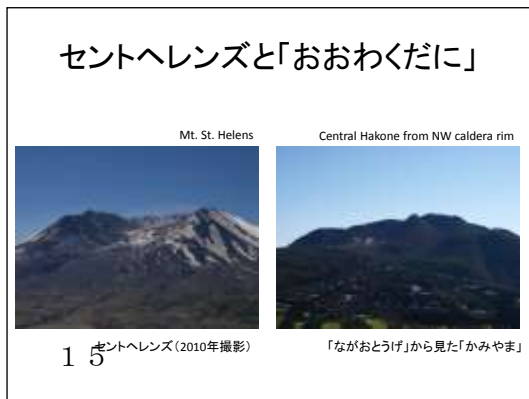 セントヘレンズと「おおわくだに」
Mt. St. Helens
Central Hakone from NW caldera rim
セントヘレンズ(2010年撮影)
「ながおとうげ」から見た「かみやま」
１５